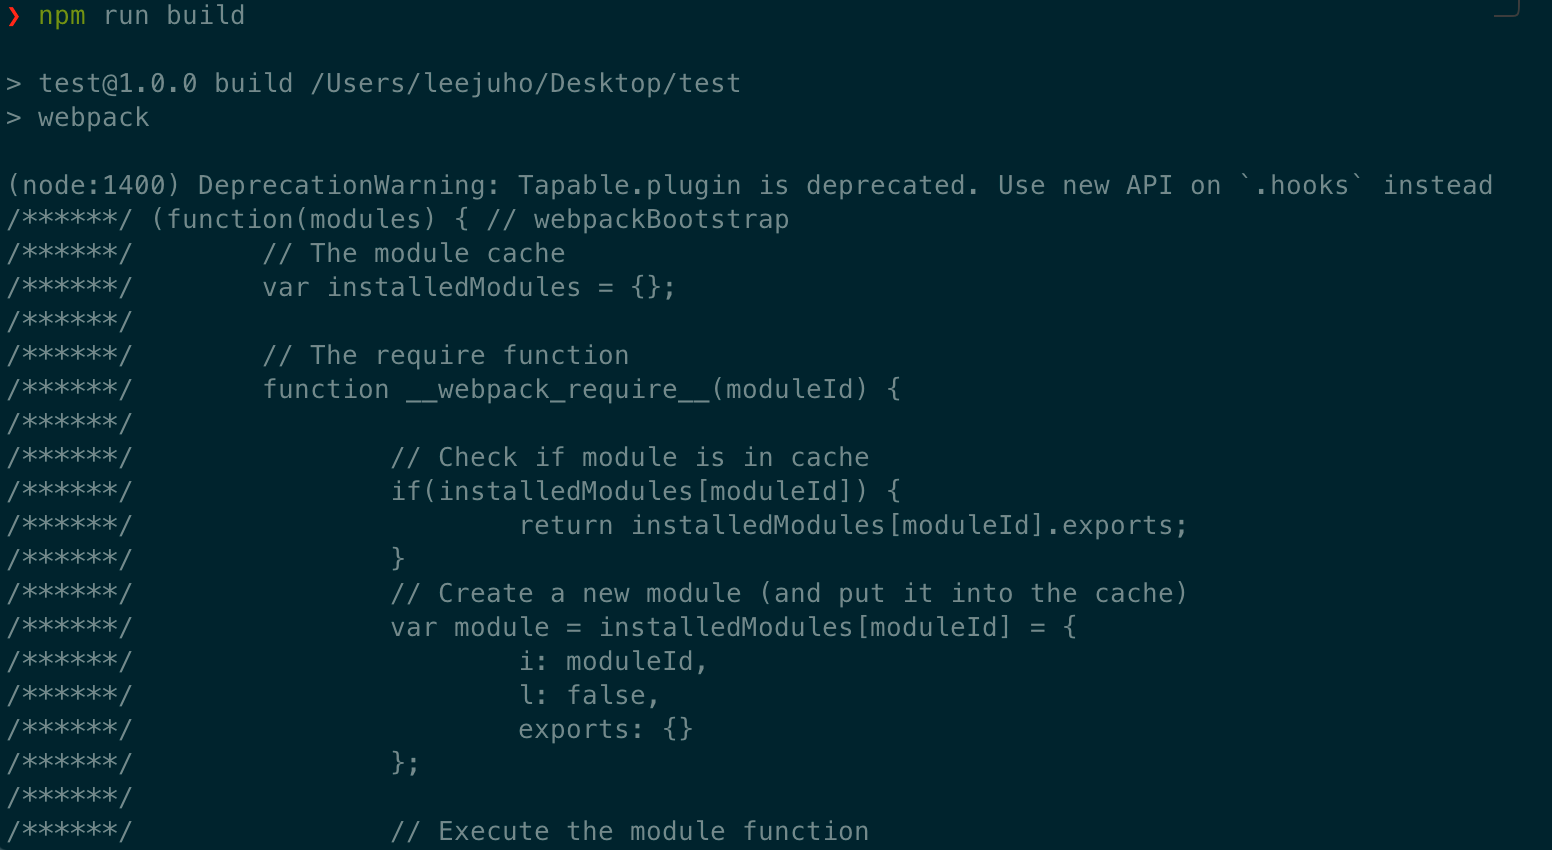 ❯ npm run build
> test@1.0.0 build /Users/leejuho/Desktop/test
> webpack
(node:1400) DeprecationWarning: Tapable.plugin is deprecated. Use new API on `.hooks` instead
/******/ (function(modules) { // webpackBootstrap
/******/        // The module cache
/******/        var installedModules = {};
/******/
/******/        // The require function
/******/        function __webpack_require__(moduleId) {
/******/
/******/                // Check if module is in cache
/******/                if(installedModules[moduleId]) {
/******/                        return installedModules[moduleId].exports;
/******/                }
/******/                // Create a new module (and put it into the cache)
/******/                var module = installedModules[moduleId] = {
/******/                        i: moduleId,
/******/                        l: false,
/******/                        exports: {}
/******/                };
/******/
/******/                // Execute the module function